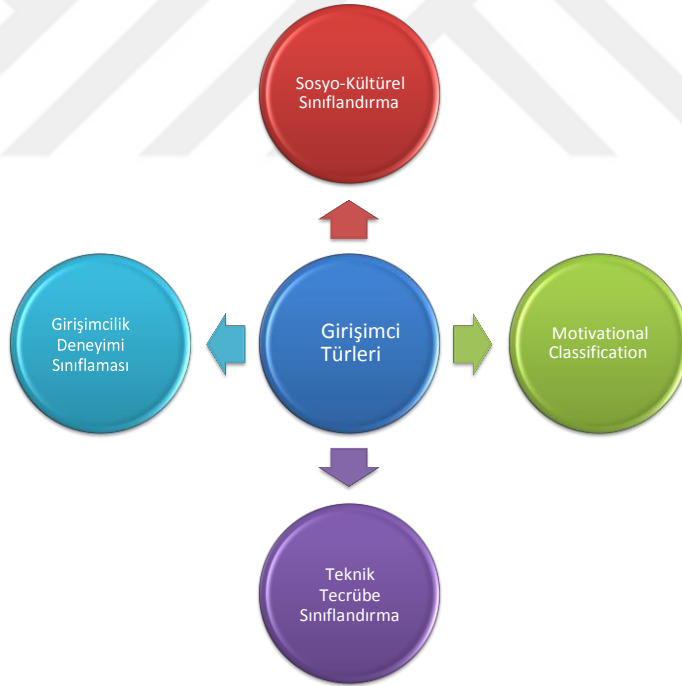 Sosyo-Kültürel
Sınıflandırma
Girişimcilik
Deneyimi
Sınıflaması
Girişimci
Türleri
Motivational
Classification
Teknik
Tecrübe
Sınıflandırma